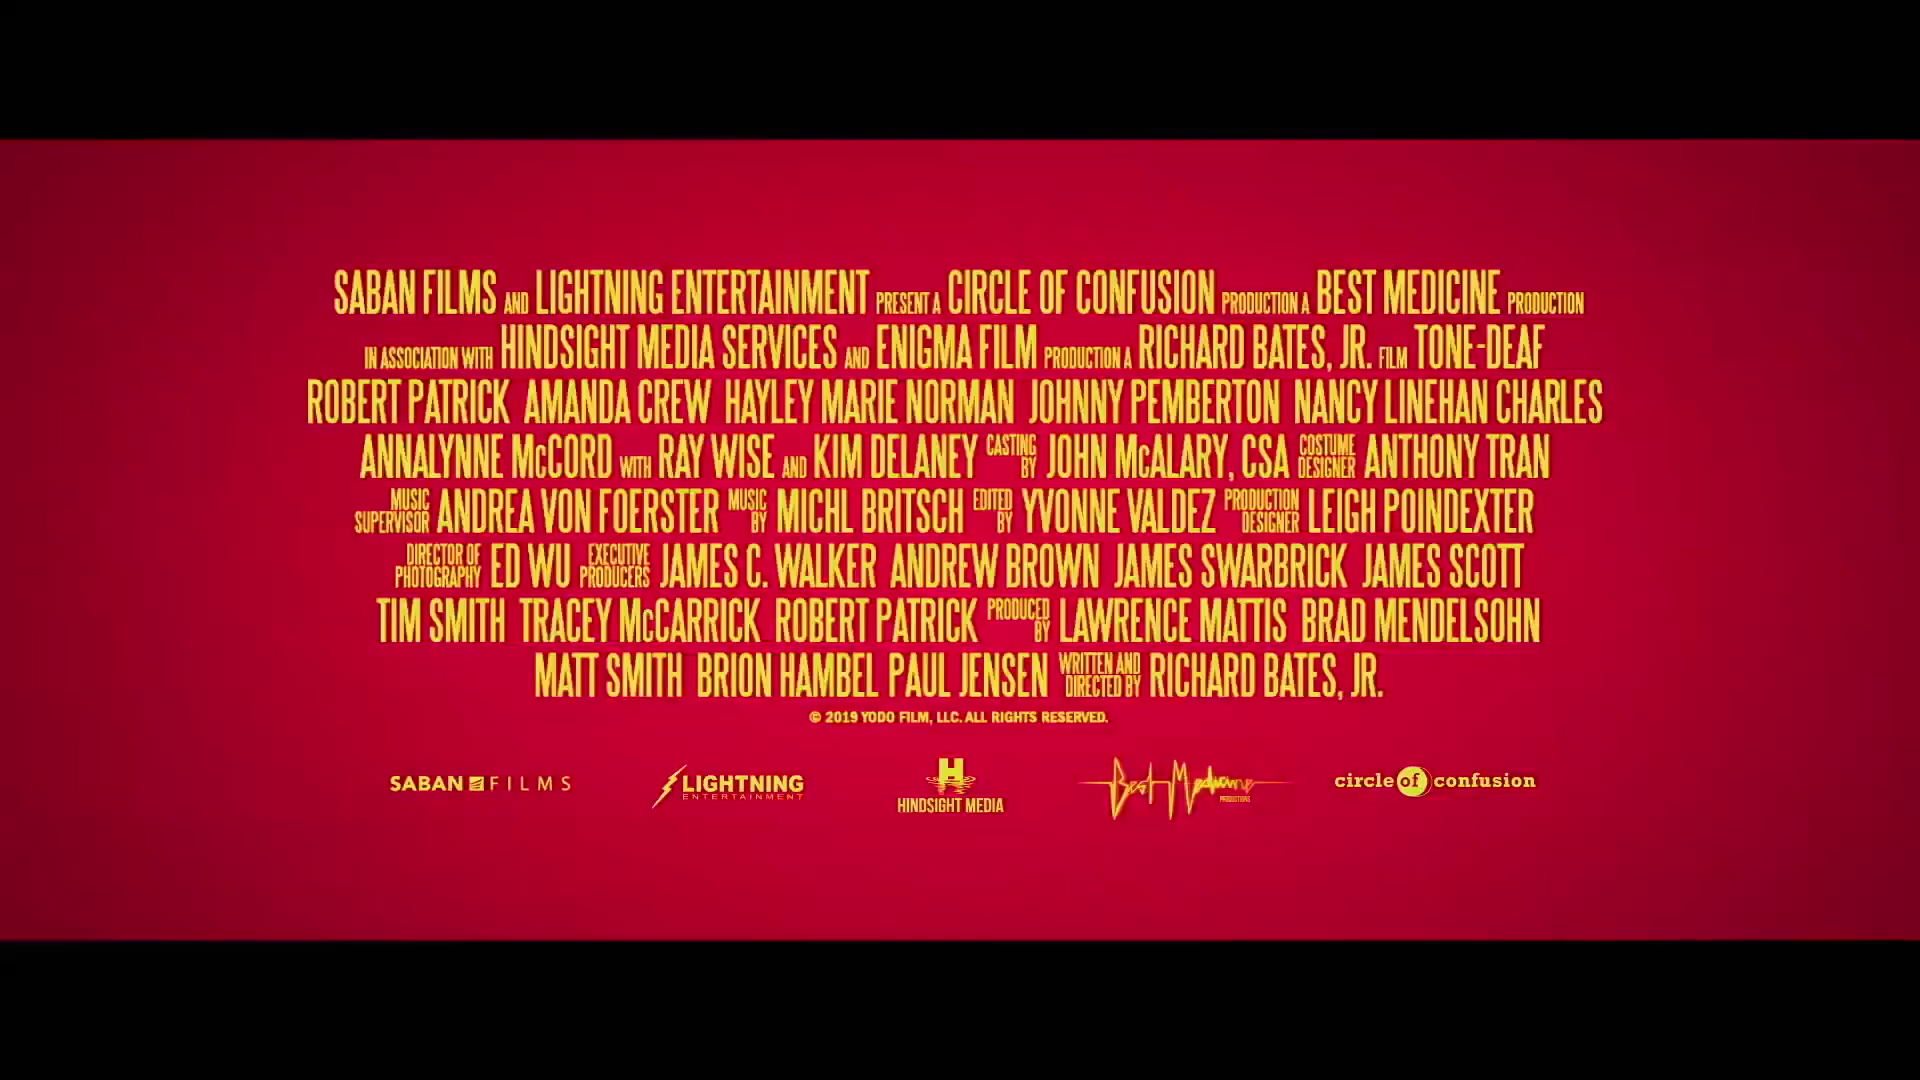 SABAN FILMS AND LIGHTNING ENTERTAINMENT PRESENT A CIRCLE OF CONFUSION PRODUCTION A BEST MEDICINE PRODUCTION
IN ASSOCIATION WITH HINDSIGHT MEDIA SERVICES AND ENIGMA FILM PRODUCTION A RICHARD BATES, JR. FILM TONE-DEAF
ROBERT PATRICK AMANDA CREW HAYLEY MARIE NORMAN JOHNNY PEMBERTON NANCY LINEHAN CHARLES
ANNALYNNE McCORD WITH RAY WISE AND KIM DELANEY CASTING BY JOHN McALARY, CSA COSTUME DESIGNER ANTHONY TRAN
MUSIC SUPERVISOR ANDREA VON FOERSTER MUSIC BY MICHL BRITSCH EDITED BY YVONNE VALDEZ PRODUCTION DESIGNER LEIGH POINDEXTER
DIRECTOR OF PHOTOGRAPHY ED WU EXECUTIVE PRODUCERS JAMES C. WALKER ANDREW BROWN JAMES SWARBRICK JAMES SCOTT
TIM SMITH TRACEY McCARRICK ROBERT PATRICK PRODUCED BY LAWRENCE MATTIS BRAD MENDELSOHN
MATT SMITH BRION HAMBEL PAUL JENSEN WRITTEN AND DIRECTED BY RICHARD BATES, JR.
© 2019 YODO FILM, LLC. ALL RIGHTS RESERVED.
SABAN FILMS
LIGHTNING
ENTERTAINMENT
H
HINDSIGHT MEDIA
Best Medicine
PRODUCTIONS
circle of confusion